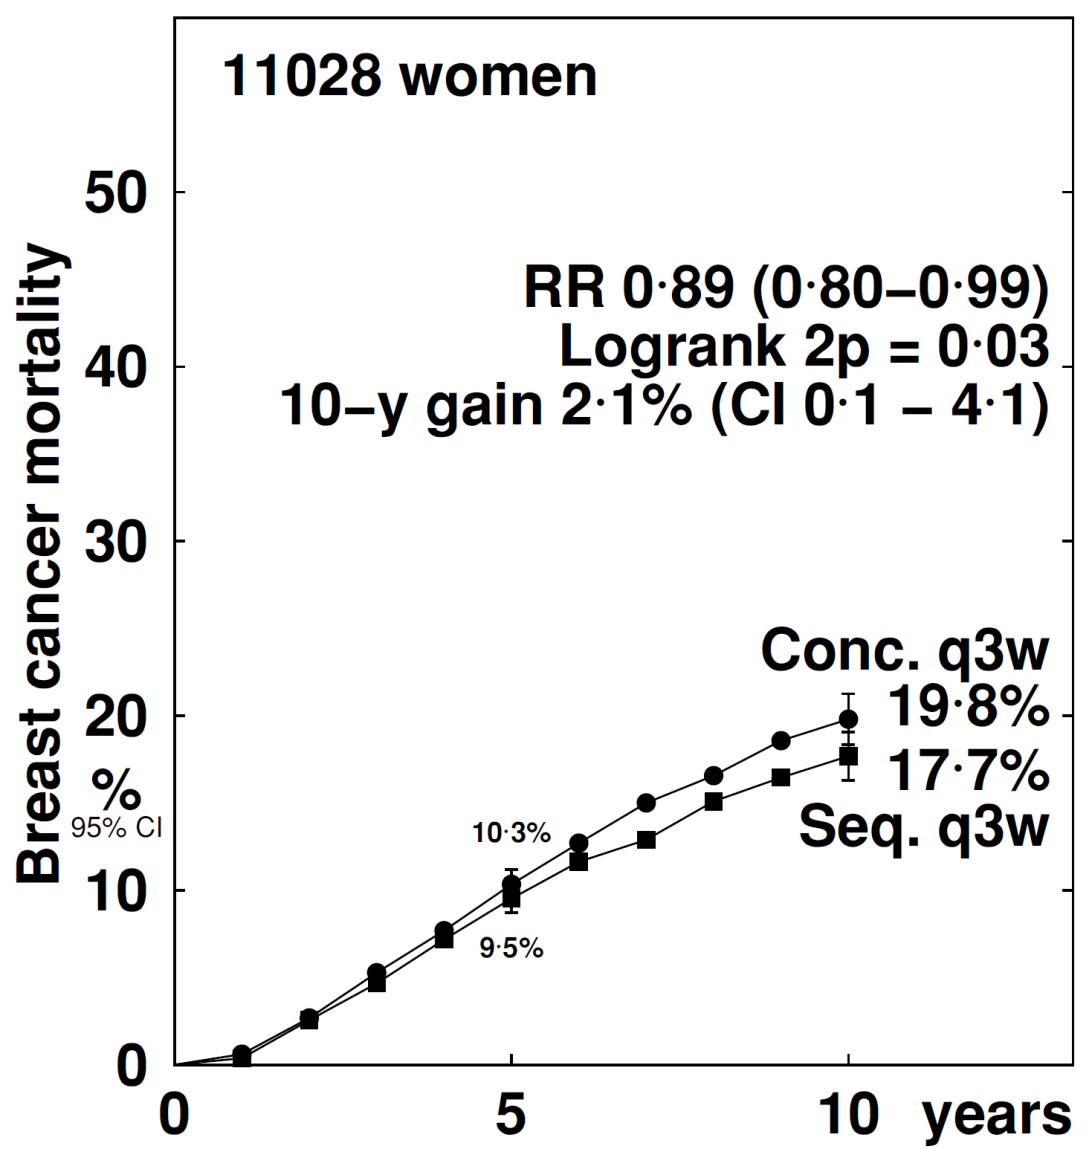 11028 women
50
RR 0·89 (0·80–0·99)
Logrank 2p = 0·03
40
10–y gain 2·1% (CI 0·1 – 4·1)
Breast cancer mortality
30
Conc. q3w
20
19·8%
17·7%
%
95% CI
10·3%
Seq. q3w
10
9·5%
0
0 5 10 years